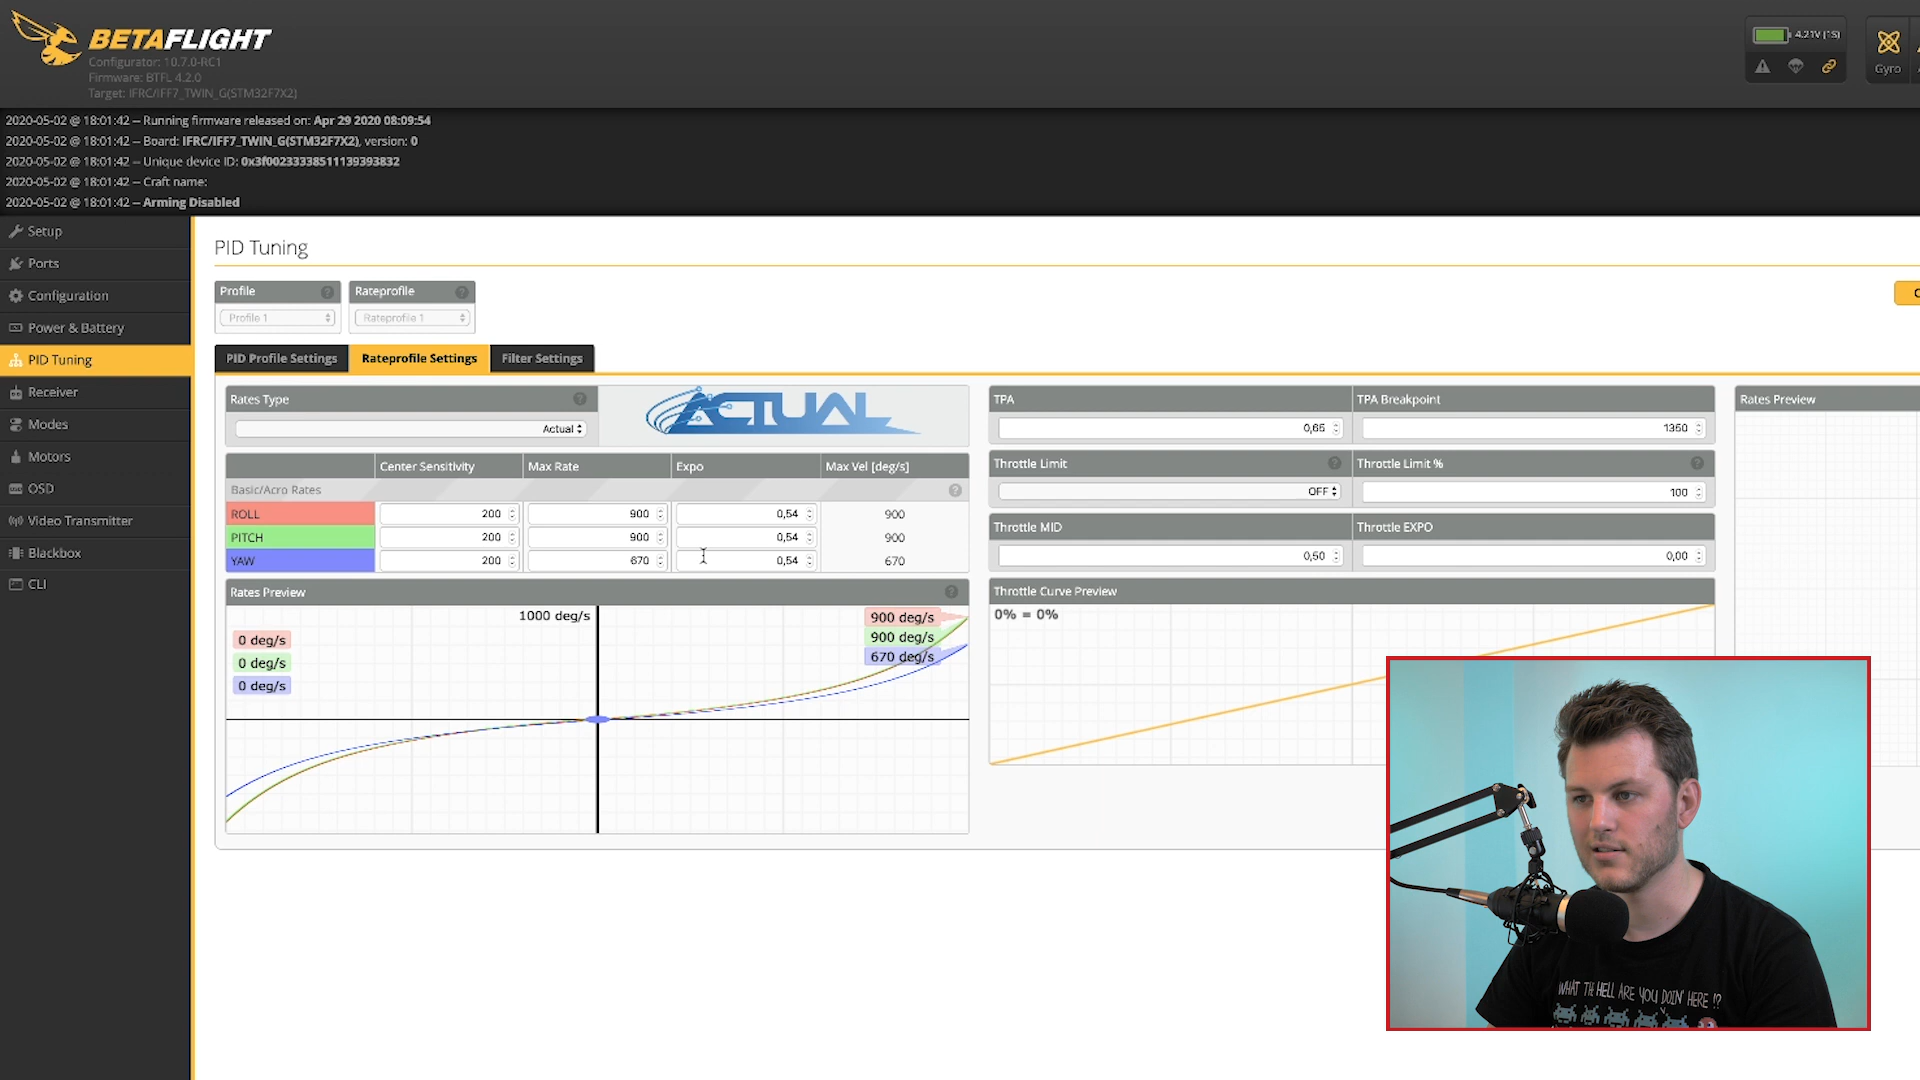 BETAFLIGHT
Configurator: 10.7.0-RC1
Firmware: BTFL 4.2.0
Target: IFRC/IFF7_TWIN_G(STM32F7X2)
4.21V (1S)
Gyro
2020-05-02 @ 18:01:42 -- Running firmware released on: Apr 29 2020 08:09:54
2020-05-02 @ 18:01:42 -- Board: IFRC/IFF7_TWIN_G(STM32F7X2), version: 0
2020-05-02 @ 18:01:42 -- Unique device ID: 0x3f00233338511139393832
2020-05-02 @ 18:01:42 -- Craft name:
2020-05-02 @ 18:01:42 -- Arming Disabled
Setup
Ports
Configuration
Power & Battery
PID Tuning
Receiver
Modes
Motors
OSD
Video Transmitter
Blackbox
CLI
PID Tuning
Profile
Rateprofile
Profile 1
Rateprofile 1
PID Profile Settings
Rateprofile Settings
Filter Settings
Rates Type
Actual
ACTUAL
Center Sensitivity
Max Rate
Expo
Max Vel [deg/s]
Basic/Acro Rates
ROLL 200 900 0,54 900
PITCH 200 900 0,54 900
YAW 200 670 0,54 670
Rates Preview
1000 deg/s
0 deg/s
0 deg/s
0 deg/s
900 deg/s
900 deg/s
670 deg/s
TPA
TPA Breakpoint
0,65
1350
Throttle Limit
Throttle Limit %
OFF
100
Throttle MID
Throttle EXPO
0,50
0,00
Throttle Curve Preview
0% = 0%
Rates Preview
WHAT THE HELL ARE YOU DOIN' HERE !?